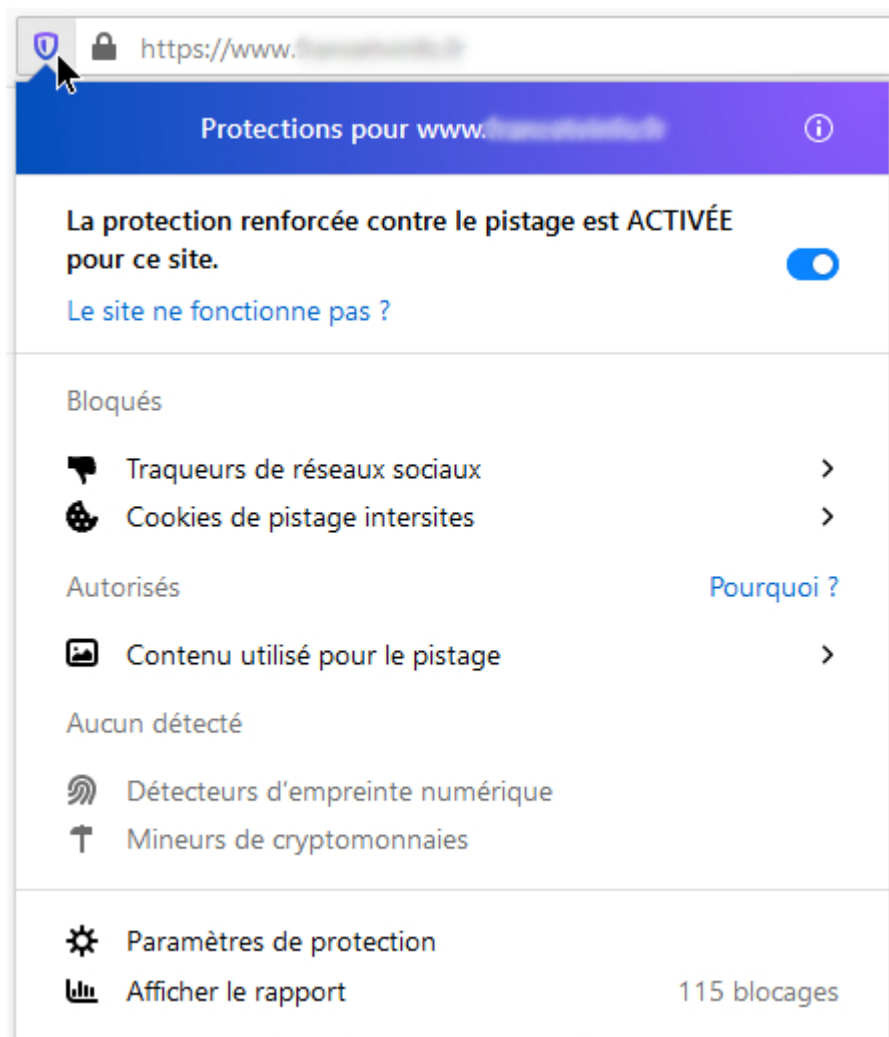 https://www.
Protections pour www.
La protection renforcée contre le pistage est ACTIVÉE
pour ce site.
Le site ne fonctionne pas ?
Bloqués
Traqueurs de réseaux sociaux
Cookies de pistage intersites
Autorisés Pourquoi ?
Contenu utilisé pour le pistage
Aucun détecté
Détecteurs d'empreinte numérique
Mineurs de cryptomonnaies
Paramètres de protection
Afficher le rapport 115 blocages